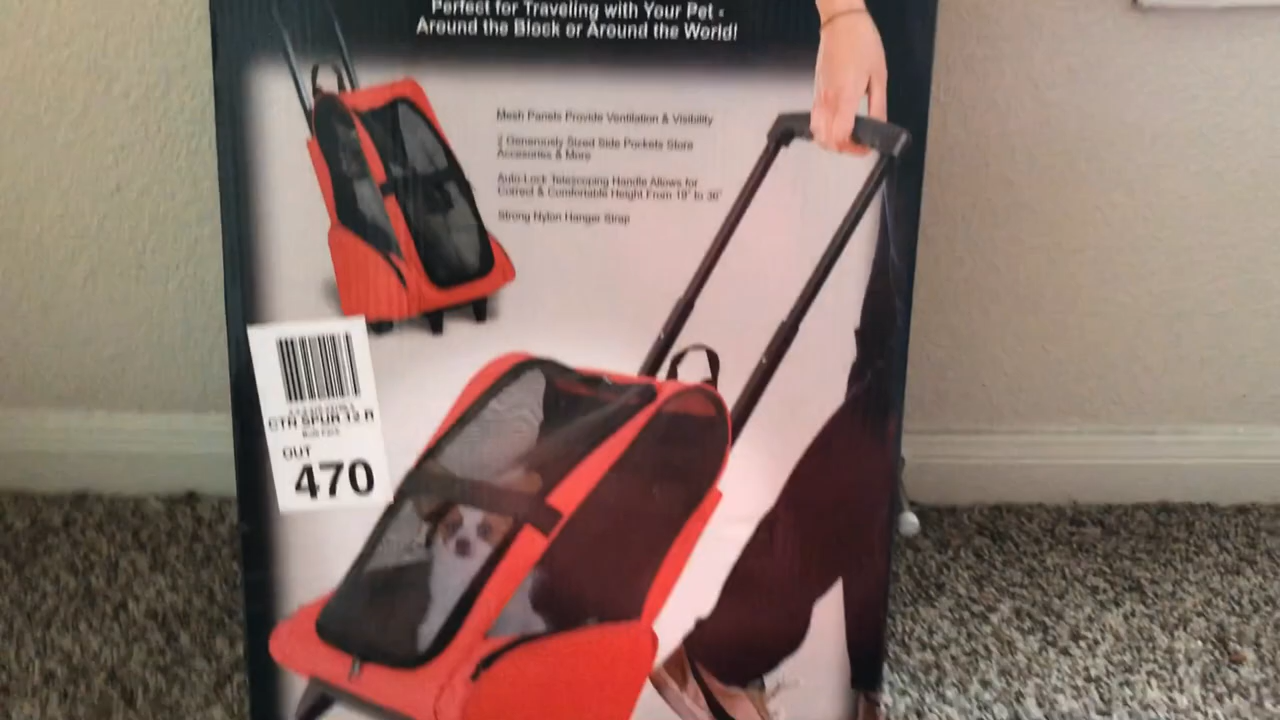 Perfect for Traveling with Your Pet -
Around the Block or Around the World!
Mesh Panels Provide Ventilation & Visibility
2 Generously Sized Side Pockets Store
Accesories & More
Auto-Lock Telescoping Handle Allows for
Correct & Comfortable Height From 19" to 36"
Strong Nylon Hanger Strap
CTR SPUR 12 R
OUT
470